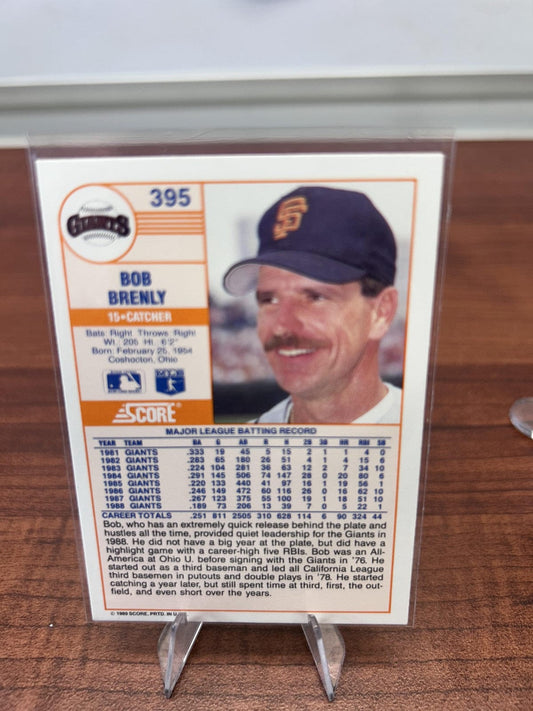 395
GIANTS
SF
BOB
BRENLY
15•CATCHER
Bats: Right Throws: Right
Wt. 205 Ht. 6'2"
Born: February 25, 1954
Coshocton, Ohio
SCORE
MAJOR LEAGUE BATTING RECORD
YEAR TEAM BA G AB R H 2B 3B HR RBI SB
1981 GIANTS .333 19 45 5 15 2 1 1 4 0
1982 GIANTS .283 65 180 26 51 4 1 4 15 6
1983 GIANTS .224 104 281 36 63 12 2 7 34 10
1984 GIANTS .291 145 506 74 147 28 0 20 80 6
1985 GIANTS .220 133 440 41 97 16 1 19 56 1
1986 GIANTS .246 149 472 60 116 26 0 16 62 10
1987 GIANTS .267 123 375 55 100 19 1 18 51 10
1988 GIANTS .189 73 206 13 39 7 0 5 22 1
CAREER TOTALS .251 811 2505 310 628 114 6 90 324 44
Bob, who has an extremely quick release behind the plate and
hustles all the time, provided quiet leadership for the Giants in
1988. He did not have a big year at the plate, but did have a
highlight game with a career-high five RBIs. Bob was an All-
America at Ohio U. before signing with the Giants in '76. He
started out as a third baseman and led all California League
third basemen in putouts and double plays in '78. He started
catching a year later, but still spent time at third, first, the out-
field, and even short over the years.
© 1989 SCORE, PRTD. IN U.